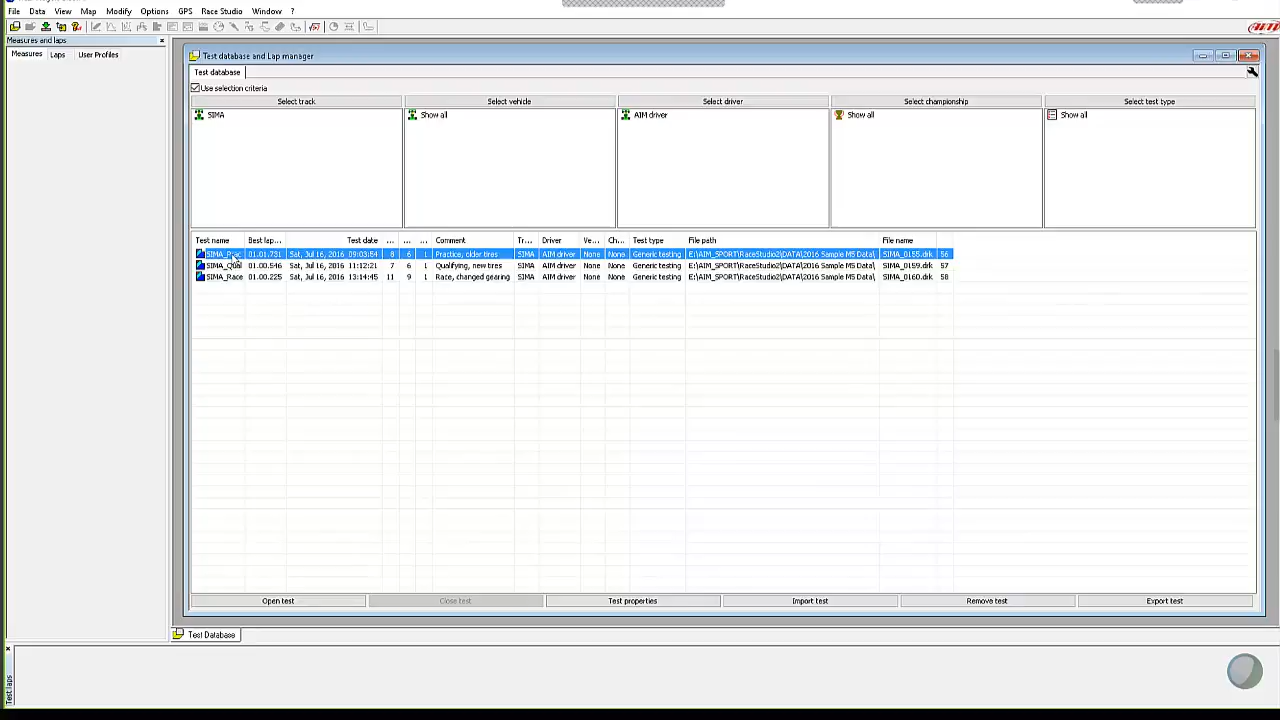 File Data View Map Modify Options GPS Race Studio Window ?
Measures and laps
Measures Laps User Profiles
Test database and Lap manager
Test database
Use selection criteria
Select track Select vehicle Select driver Select championship Select test type
SIMA Show all AIM driver Show all Show all
Test name Best lap... Test date ... ... ... Comment Tr... Driver Ve... Ch... Test type File path File name
01.01.731 Sat, Jul 16, 2016 09:03:54 8 6 1 Practice, older tires SIMA AIM driver None None Generic testing E:\AIM_SPORT\RaceStudio2\DATA\2016 Sample M5 Data\ SIMA_0155.drk 56
01.00.546 Sat, Jul 16, 2016 11:12:21 7 6 1 Qualifying, new tires SIMA AIM driver None None Generic testing E:\AIM_SPORT\RaceStudio2\DATA\2016 Sample M5 Data\ SIMA_0159.drk 57
SIMA_Race 01.00.225 Sat, Jul 16, 2016 13:14:45 11 9 1 Race, changed gearing SIMA AIM driver None None Generic testing E:\AIM_SPORT\RaceStudio2\DATA\2016 Sample M5 Data\ SIMA_0160.drk 58
Open test Close test Test properties Import test Remove test Export test
Test Database
Test laps